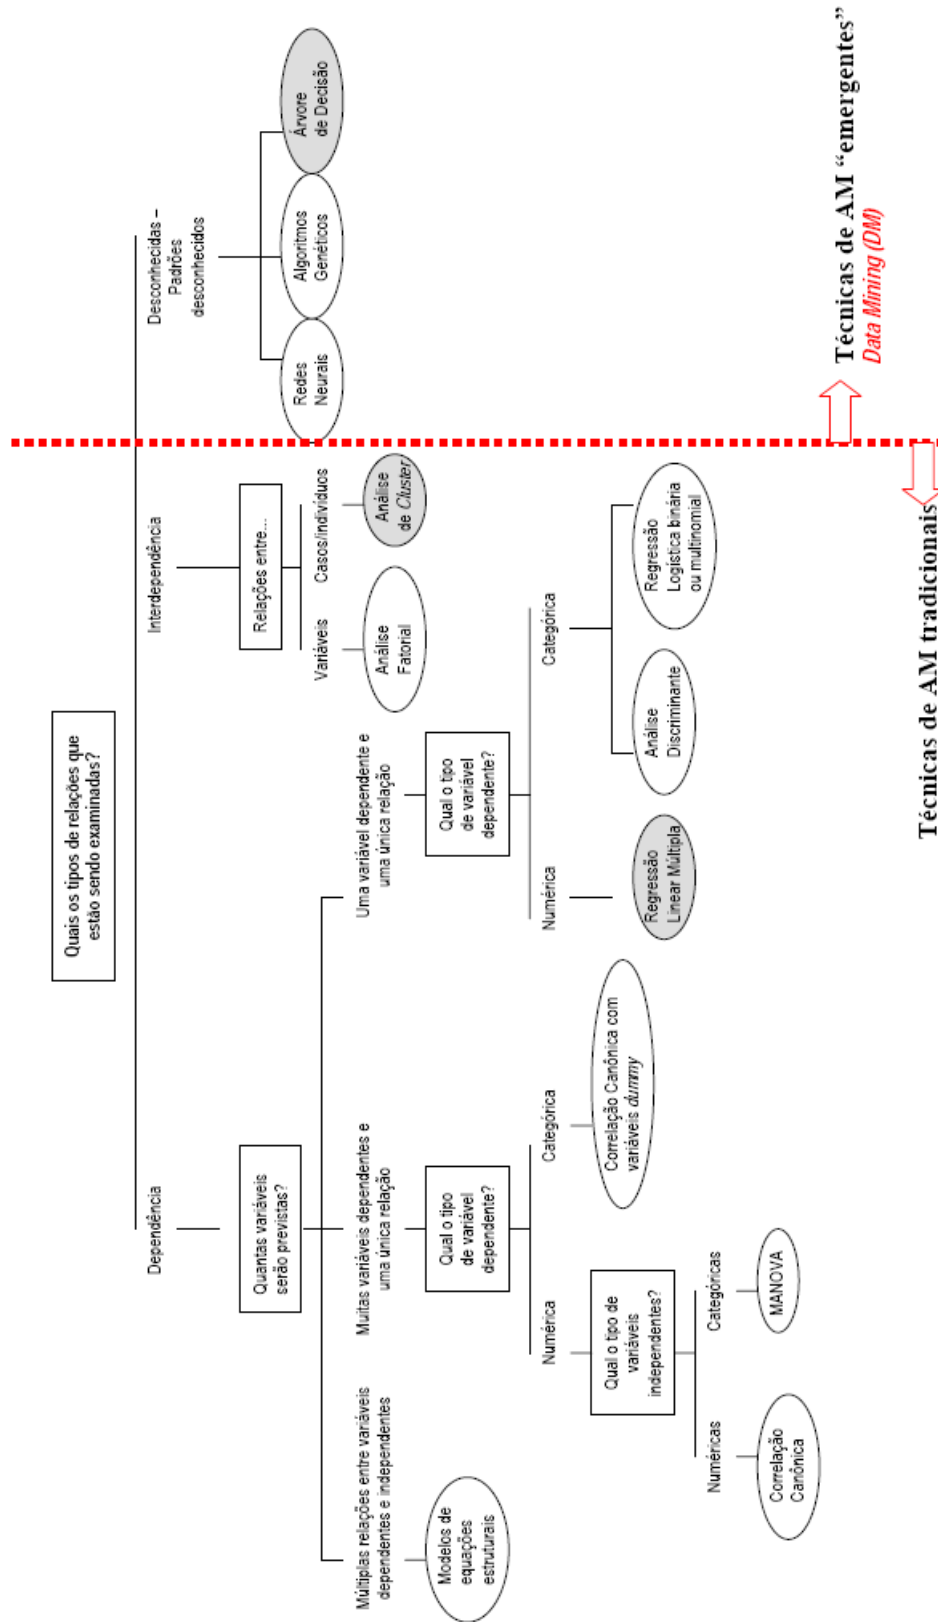 Quais os tipos de relações que
estão sendo examinadas?
Dependência
Interdependência
Desconhecidas –
Padrões
desconhecidos
Quantas variáveis
serão previstas?
Relações entre...
Redes
Neurais
Algoritmos
Genéticos
Árvore
de Decisão
Múltiplas relações entre variáveis
dependentes e independentes
Muitas variáveis dependentes e
uma única relação
Uma variável dependente e
uma única relação
Variáveis
Casos/indivíduos
Modelos de
equações
estruturais
Qual o tipo
de variável
dependente?
Qual o tipo
de variável
dependente?
Análise
Fatorial
Análise
de Cluster
Numérica
Categórica
Numérica
Categórica
Qual o tipo de
variáveis
independentes?
Correlação Canônica com
variáveis dummy
Regressão
Linear Múltipla
Análise
Discriminante
Regressão
Logística binária
ou multinomial
Numéricas
Categóricas
Correlação
Canônica
MANOVA
Técnicas de AM “emergentes”
Data Mining (DM)
Técnicas de AM tradicionais